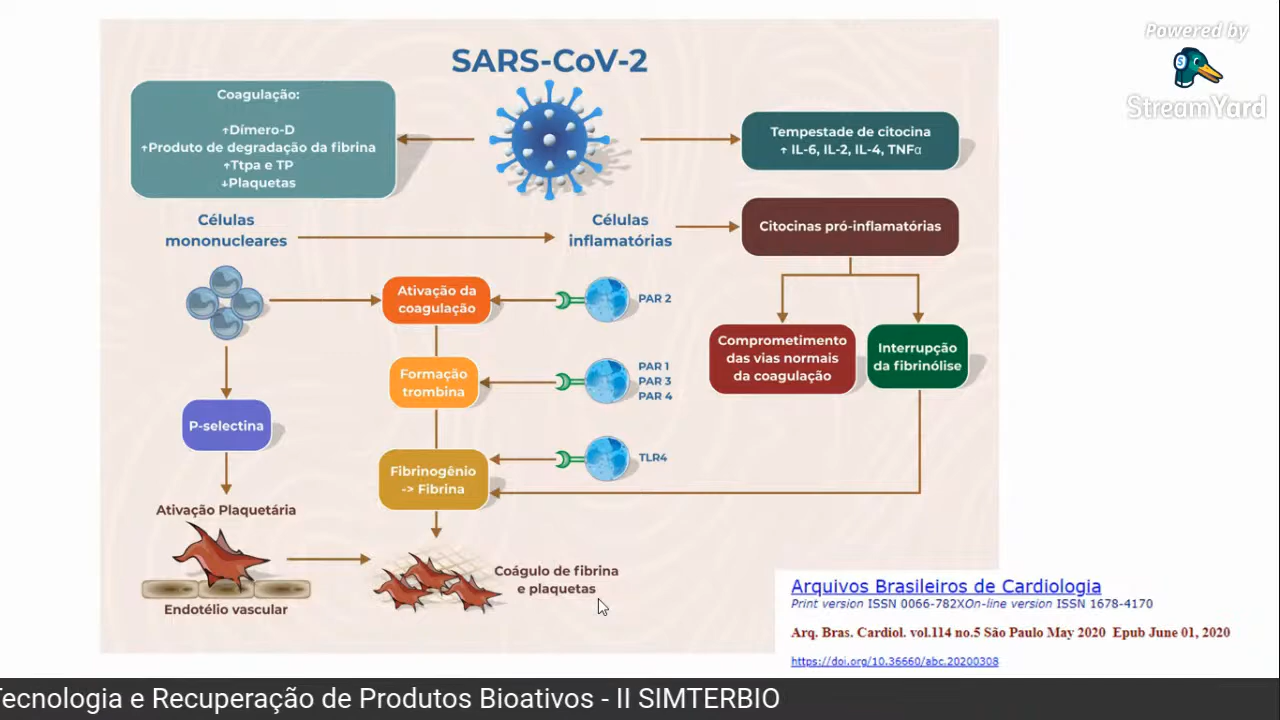 Powered by
StreamYard
SARS-CoV-2
Coagulação:
↑Dímero-D
↑Produto de degradação da fibrina
↑Ttpa e TP
↓Plaquetas
Tempestade de citocina
↑ IL-6, IL-2, IL-4, TNFα
Células
mononucleares
Células
inflamatórias
Citocinas pró-inflamatórias
Ativação da
coagulação
PAR 2
Comprometimento
das vias normais
da coagulação
Interrupção
da fibrinólise
Formação
trombina
PAR 1
PAR 3
PAR 4
P-selectina
Fibrinogênio
-> Fibrina
TLR4
Ativação Plaquetária
Endotélio vascular
Coágulo de fibrina
e plaquetas
Arquivos Brasileiros de Cardiologia
Print version ISSN 0066-782XOn-line version ISSN 1678-4170
Arq. Bras. Cardiol. vol.114 no.5 São Paulo May 2020 Epub June 01, 2020
https://doi.org/10.36660/abc.20200308
Tecnologia e Recuperação de Produtos Bioativos - II SIMTERBIO